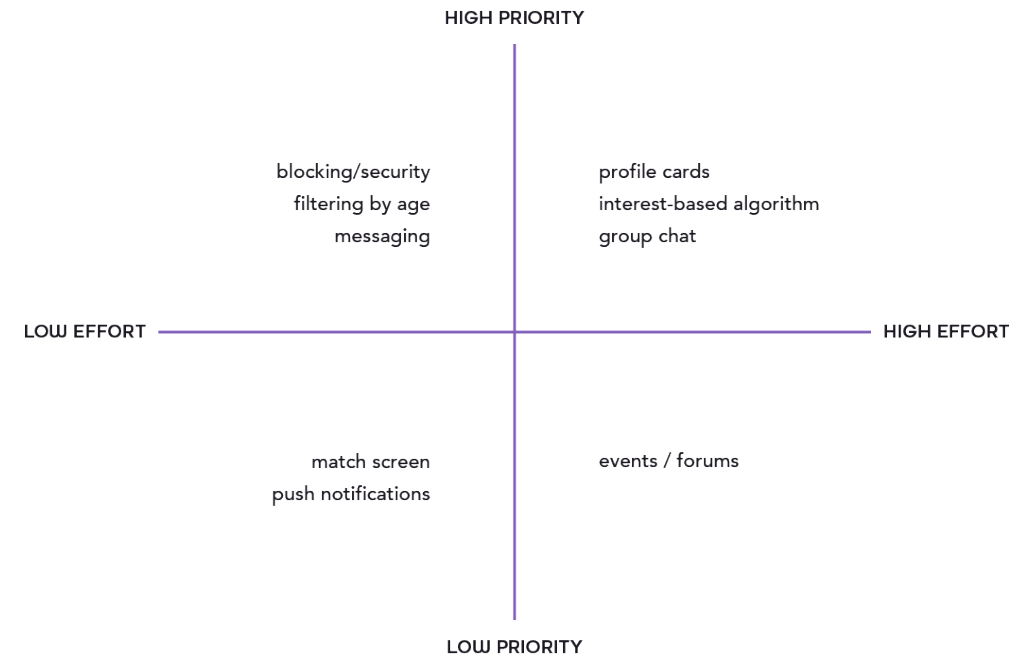 HIGH PRIORITY
blocking/security
filtering by age
messaging
profile cards
interest-based algorithm
group chat
LOW EFFORT
HIGH EFFORT
match screen
push notifications
events / forums
LOW PRIORITY